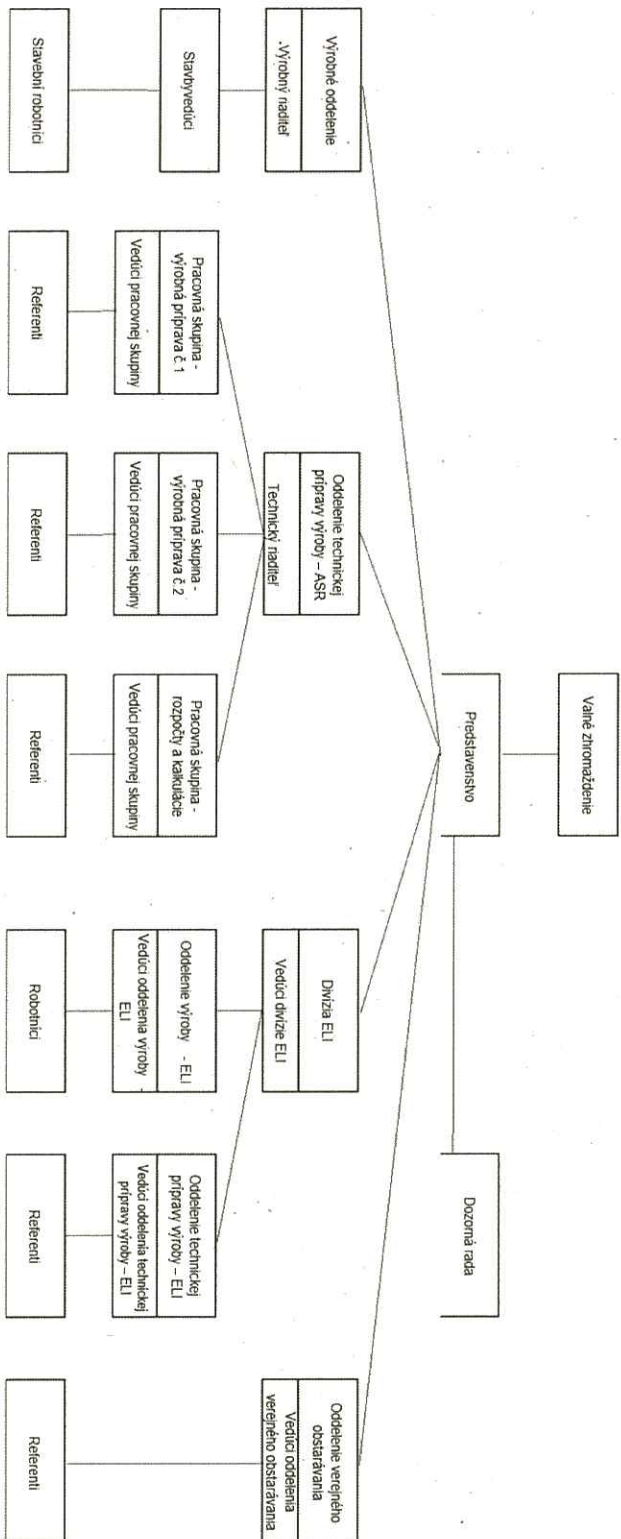 Valné zhromaždenie
Predstavenstvo
Dozorná rada
Výrobné oddelenie
.Výrobný riaditeľ
Oddelenie technickej
prípravy výroby – ASR
Technický riaditeľ
Divízia ELI
Vedúci divízie ELI
Oddelenie verejného
obstarávania
Vedúci oddelenia
verejného obstarávania
Stavbyvedúci
Pracovná skupina -
výrobná príprava č.1
Vedúci pracovnej skupiny
Pracovná skupina -
výrobná príprava č.2
Vedúci pracovnej skupiny
Pracovná skupina -
rozpočty a kalkulácie
Vedúci pracovnej skupiny
Oddelenie výroby - ELI
Vedúci oddelenia výroby -
ELI
Oddelenie technickej
prípravy výroby – ELI
Vedúci oddelenia technickej
prípravy výroby – ELI
Stavební robotníci
Referenti
Referenti
Referenti
Robotníci
Referenti
Referenti